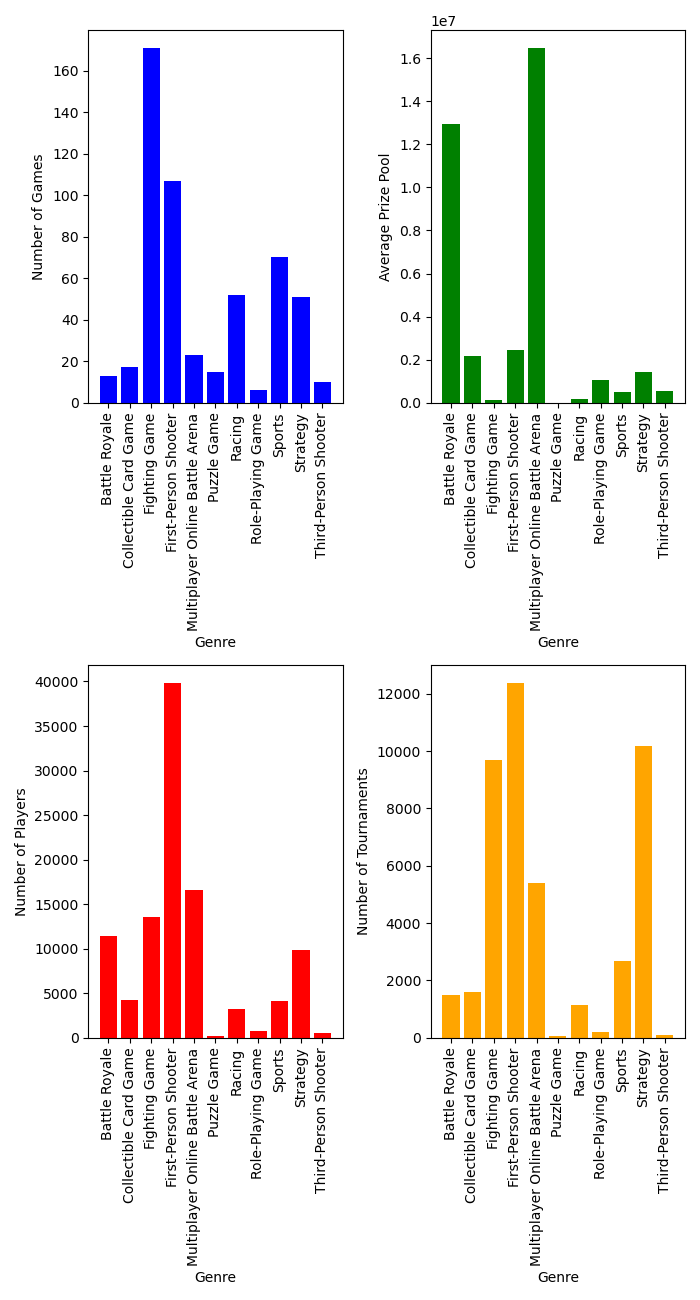 Number of Games
160
140
120
100
80
60
40
20
0
Battle Royale
Collectible Card Game
Fighting Game
First-Person Shooter
Multiplayer Online Battle Arena
Puzzle Game
Racing
Role-Playing Game
Sports
Strategy
Third-Person Shooter
Genre
1e7
Average Prize Pool
1.6
1.4
1.2
1.0
0.8
0.6
0.4
0.2
0.0
Battle Royale
Collectible Card Game
Fighting Game
First-Person Shooter
Multiplayer Online Battle Arena
Puzzle Game
Racing
Role-Playing Game
Sports
Strategy
Third-Person Shooter
Genre
Number of Players
40000
35000
30000
25000
20000
15000
10000
5000
0
Battle Royale
Collectible Card Game
Fighting Game
First-Person Shooter
Multiplayer Online Battle Arena
Puzzle Game
Racing
Role-Playing Game
Sports
Strategy
Third-Person Shooter
Genre
Number of Tournaments
12000
10000
8000
6000
4000
2000
0
Battle Royale
Collectible Card Game
Fighting Game
First-Person Shooter
Multiplayer Online Battle Arena
Puzzle Game
Racing
Role-Playing Game
Sports
Strategy
Third-Person Shooter
Genre